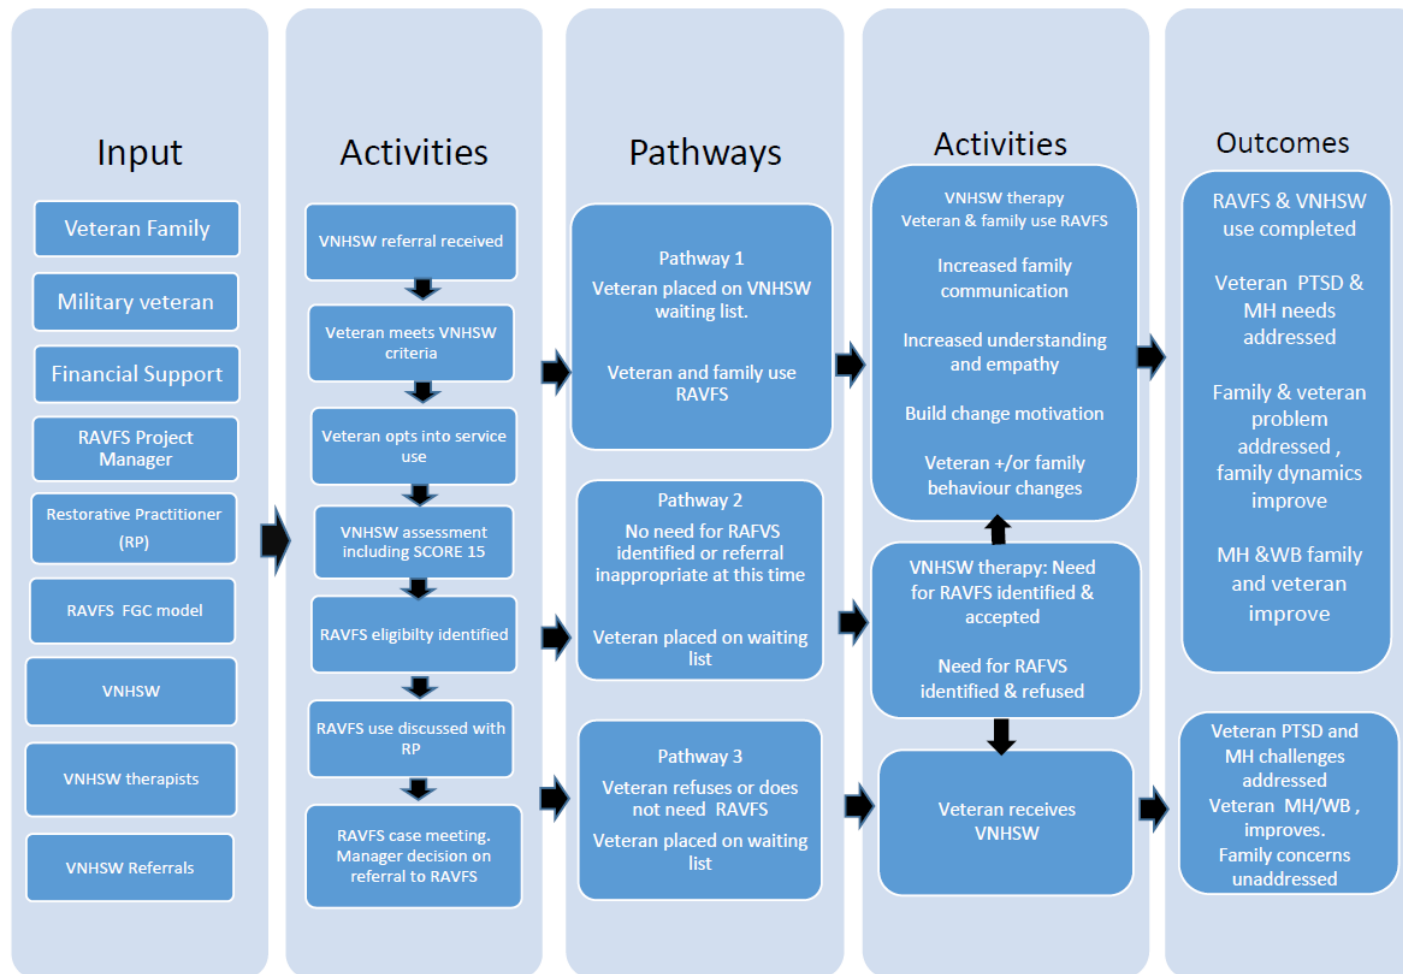 Input
Veteran Family
Military veteran
Financial Support
RAVFS Project
Manager
Restorative Practitioner
(RP)
RAVFS FGC model
VNHSW
VNHSW therapists
VNHSW Referrals
Activities
VNHSW referral received
Veteran meets VNHSW
criteria
Veteran opts into service
use
VNHSW assessment
including SCORE 15
RAVFS eligibilty identified
RAVFS use discussed with
RP
RAVFS case meeting.
Manager decision on
referral to RAVFS
Pathways
Pathway 1
Veteran placed on VNHSW
waiting list.
Veteran and family use
RAVFS
Pathway 2
No need for RAFVS
identified or referral
inappropriate at this time
Veteran placed on waiting
list
Pathway 3
Veteran refuses or does
not need RAVFS
Veteran placed on waiting
list
Activities
VNHSW therapy
Veteran & family use RAVFS
Increased family
communication
Increased understanding
and empathy
Build change motivation
Veteran +/or family
behaviour changes
VNHSW therapy: Need
for RAVFS identified &
accepted
Need for RAFVS
identified & refused
Veteran receives
VNHSW
Outcomes
RAVFS & VNHSW
use completed
Veteran PTSD &
MH needs
addressed
Family & veteran
problem
addressed ,
family dynamics
improve
MH &WB family
and veteran
improve
Veteran PTSD and
MH challenges
addressed
Veteran MH/WB ,
improves.
Family concerns
unaddressed